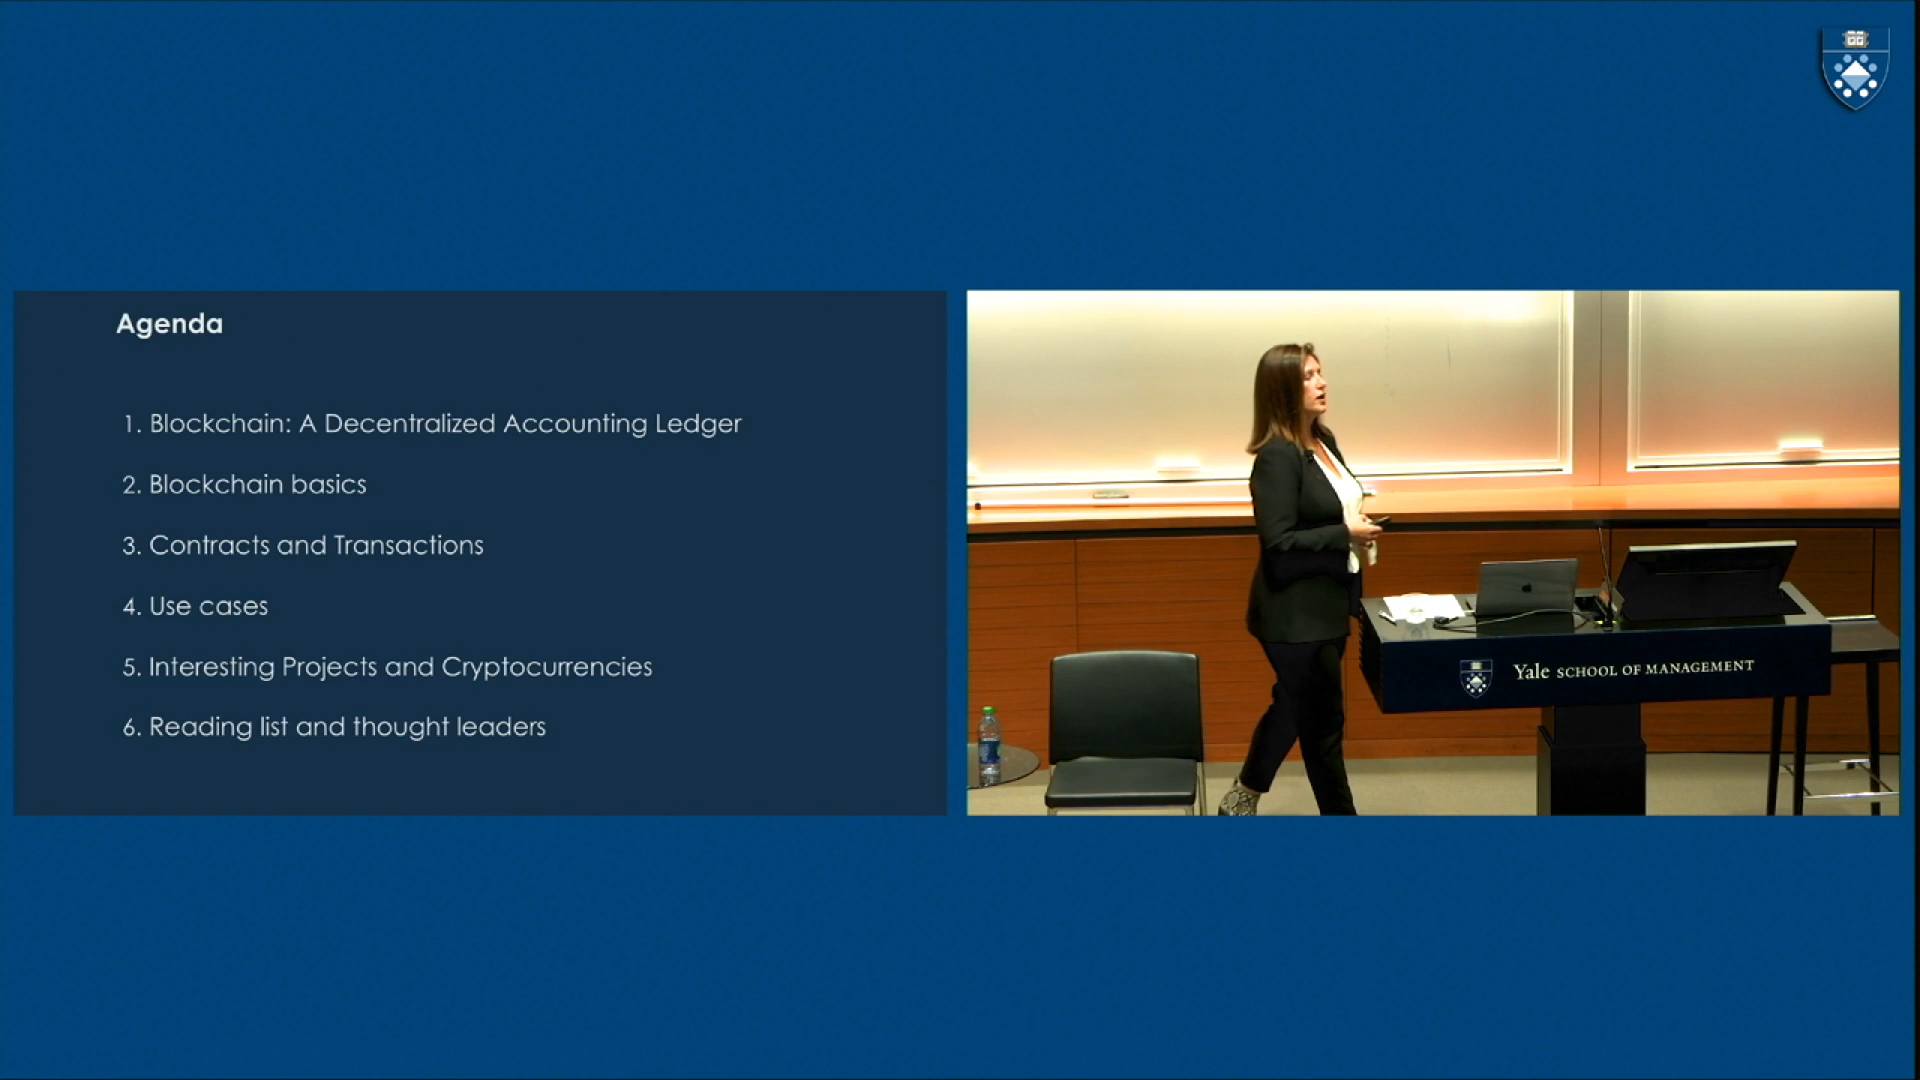 Agenda
1. Blockchain: A Decentralized Accounting Ledger
2. Blockchain basics
3. Contracts and Transactions
4. Use cases
5. Interesting Projects and Cryptocurrencies
6. Reading list and thought leaders
Yale SCHOOL OF MANAGEMENT